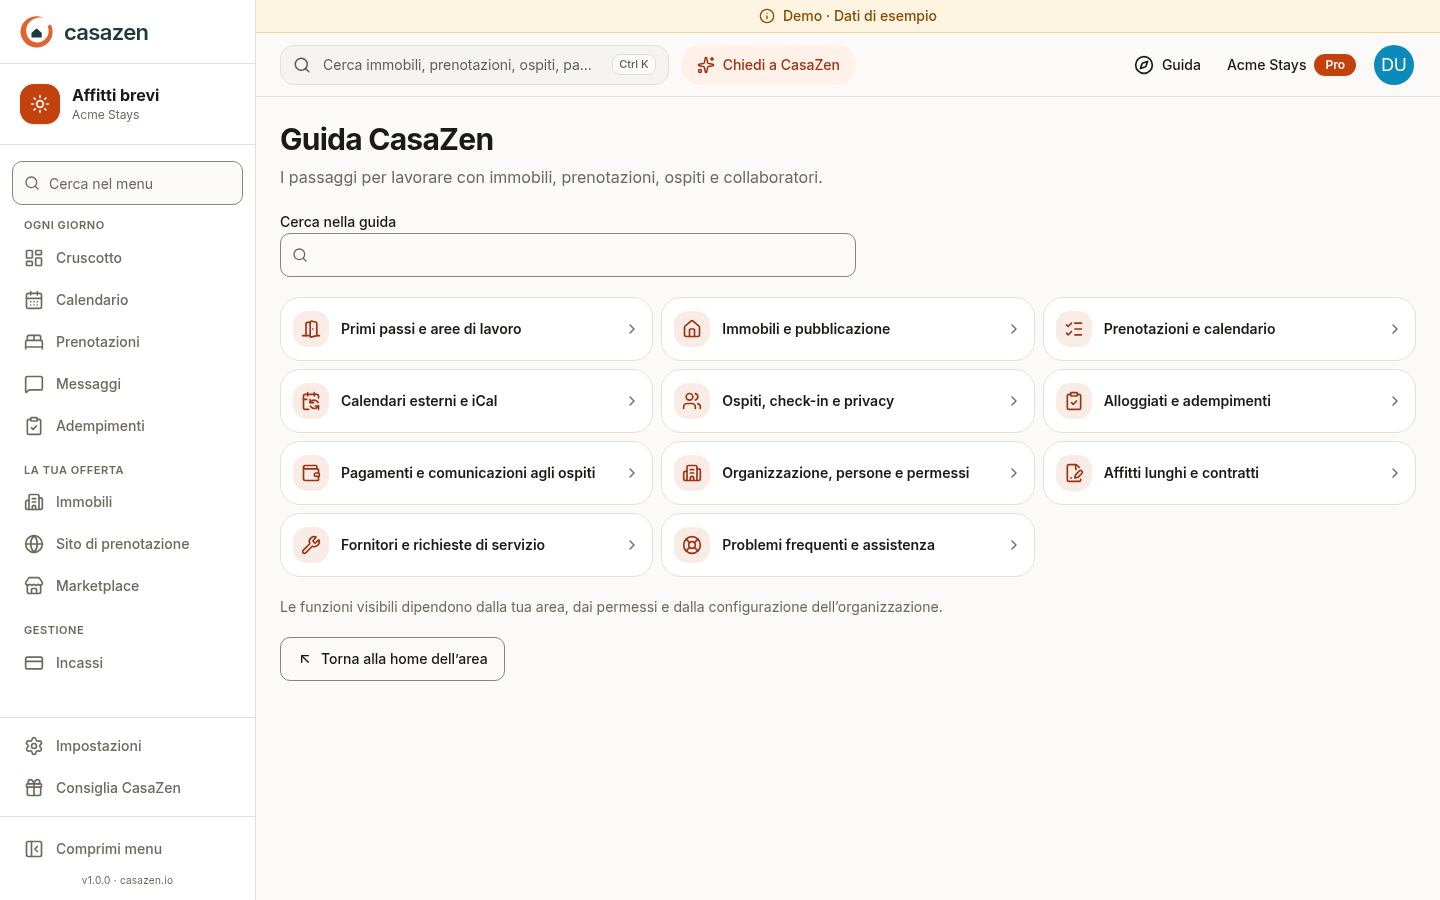 casazen
Affitti brevi
Acme Stays
Cerca nel menu
OGNI GIORNO
Cruscotto
Calendario
Prenotazioni
Messaggi
Adempimenti
LA TUA OFFERTA
Immobili
Sito di prenotazione
Marketplace
GESTIONE
Incassi
Impostazioni
Consiglia CasaZen
Comprimi menu
v1.0.0 · casazen.io
Demo · Dati di esempio
Cerca immobili, prenotazioni, ospiti, pa... Ctrl K
Chiedi a CasaZen
Guida
Acme Stays Pro
DU
Guida CasaZen
I passaggi per lavorare con immobili, prenotazioni, ospiti e collaboratori.
Cerca nella guida
Primi passi e aree di lavoro
Immobili e pubblicazione
Prenotazioni e calendario
Calendari esterni e iCal
Ospiti, check-in e privacy
Alloggiati e adempimenti
Pagamenti e comunicazioni agli ospiti
Organizzazione, persone e permessi
Affitti lunghi e contratti
Fornitori e richieste di servizio
Problemi frequenti e assistenza
Le funzioni visibili dipendono dalla tua area, dai permessi e dalla configurazione dell’organizzazione.
Torna alla home dell’area